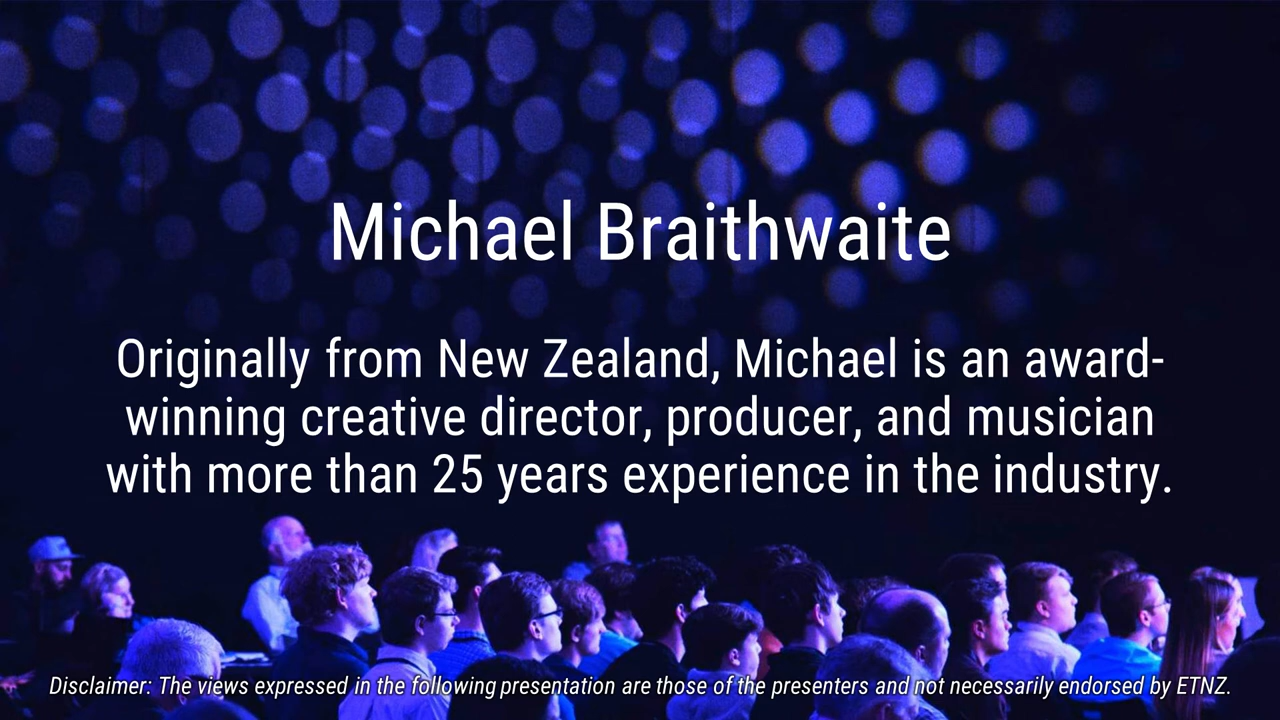 Michael Braithwaite
Originally from New Zealand, Michael is an award-
winning creative director, producer, and musician
with more than 25 years experience in the industry.
Disclaimer: The views expressed in the following presentation are those of the presenters and not necessarily endorsed by ETNZ.